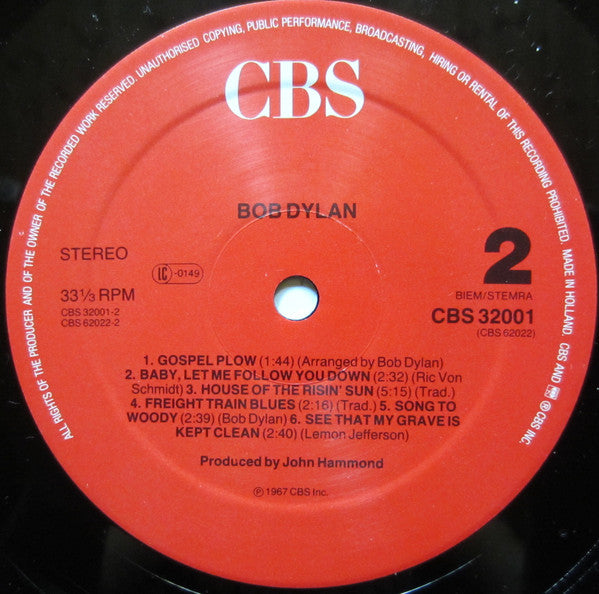 ALL RIGHTS OF THE PRODUCER AND OF THE OWNER OF THE RECORDED WORK RESERVED. UNAUTHORISED COPYING, PUBLIC PERFORMANCE, BROADCASTING, HIRING OR RENTAL OF THIS RECORDING PROHIBITED. MADE IN HOLLAND. CBS AND ℗ CBS INC.
CBS
BOB DYLAN
STEREO
LC-0149
2
33⅓ RPM
BIEM/STEMRA
CBS 32001-2
CBS 62022-2
CBS 32001
(CBS 62022)
1. GOSPEL PLOW (1:44) (Arranged by Bob Dylan)
2. BABY, LET ME FOLLOW YOU DOWN (2:32) (Ric Von
Schmidt) 3. HOUSE OF THE RISIN' SUN (5:15) (Trad.)
4. FREIGHT TRAIN BLUES (2:16) (Trad.) 5. SONG TO
WOODY (2:39) (Bob Dylan) 6. SEE THAT MY GRAVE IS
KEPT CLEAN (2:40) (Lemon Jefferson)
Produced by John Hammond
℗ 1967 CBS Inc.